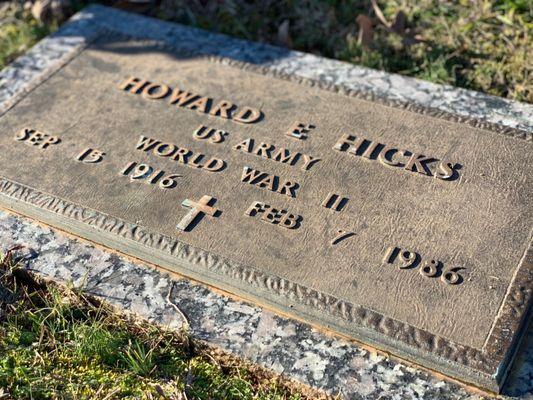 HOWARD E HICKS
US ARMY
WORLD WAR II
SEP 15 1916 FEB 7 1986